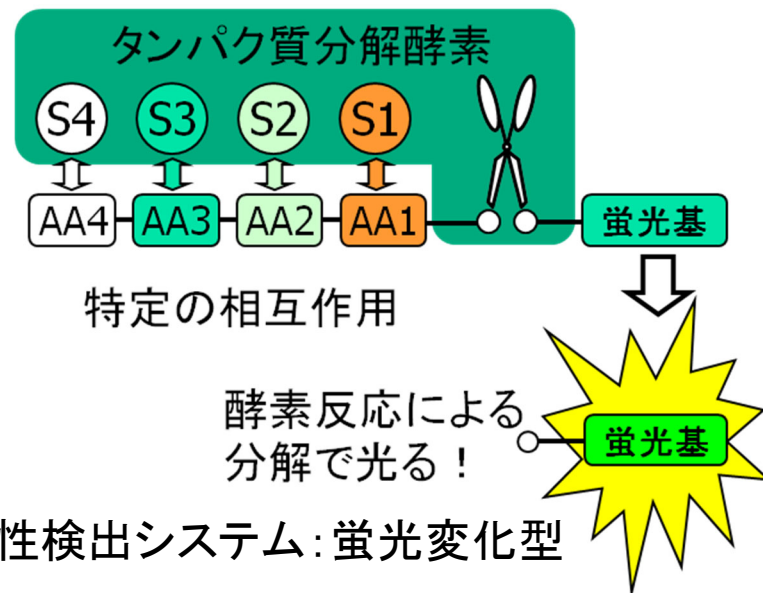 タンパク質分解酵素
S4 S3 S2 S1
AA4 AA3 AA2 AA1 蛍光基
特定の相互作用
酵素反応による
分解で光る！
蛍光基
性検出システム：蛍光変化型